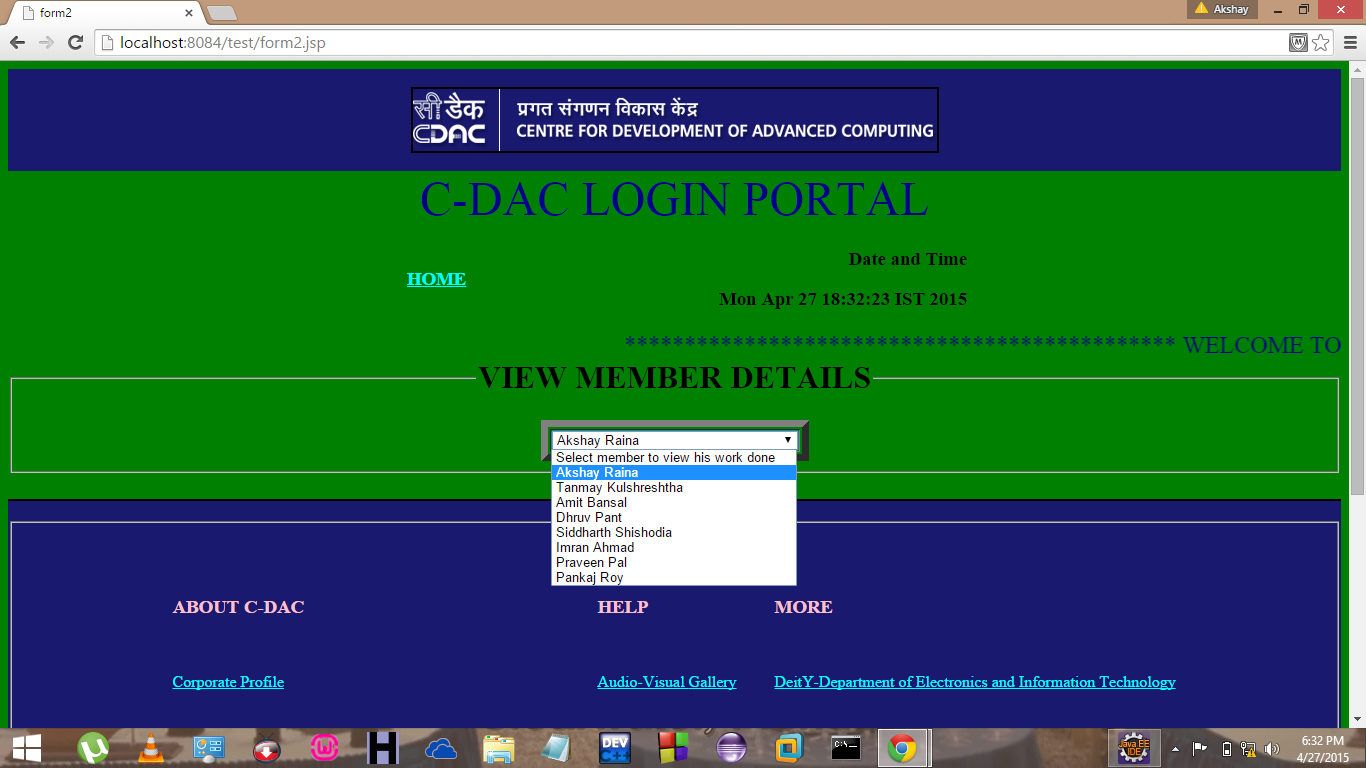 form2
Akshay
localhost:8084/test/form2.jsp
सी डैक
CDAC
प्रगत संगणन विकास केंद्र
CENTRE FOR DEVELOPMENT OF ADVANCED COMPUTING
C-DAC LOGIN PORTAL
Date and Time
HOME
Mon Apr 27 18:32:23 IST 2015
********************************************** WELCOME TO
VIEW MEMBER DETAILS
Akshay Raina
Select member to view his work done
Akshay Raina
Tanmay Kulshreshtha
Amit Bansal
Dhruv Pant
Siddharth Shishodia
Imran Ahmad
Praveen Pal
Pankaj Roy
ABOUT C-DAC HELP MORE
Corporate Profile Audio-Visual Gallery DeitY-Department of Electronics and Information Technology
DEV C++
C:\
Java EE IDE
6:32 PM
4/27/2015